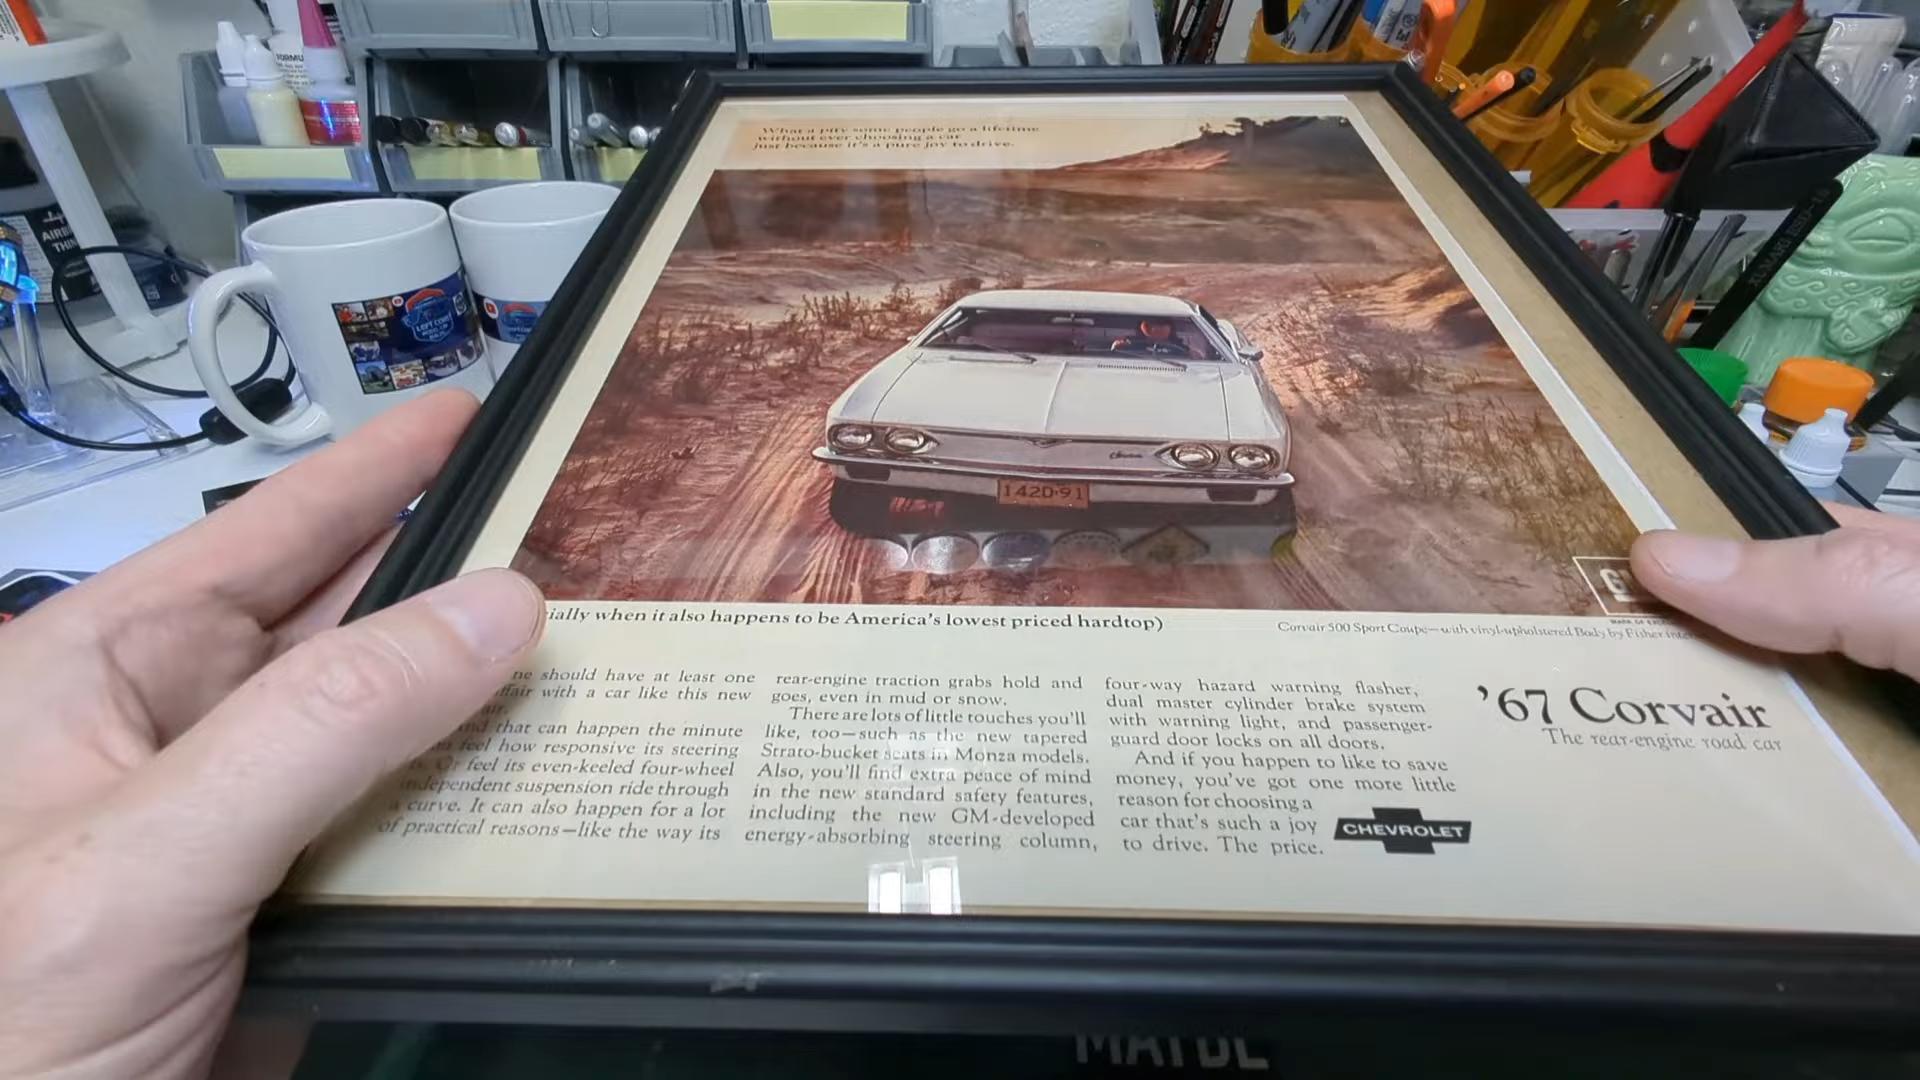 What a pity some people go a lifetime
without ever choosing a car
just because it's a pure joy to drive.
1420·91
ially when it also happens to be America's lowest priced hardtop)
Corvair 500 Sport Coupe—with vinyl-upholstered Body by Fisher
ne should have at least one
ffair with a car like this new
air.
nd that can happen the minute
feel how responsive its steering
is. Or feel its even-keeled four-wheel
independent suspension ride through
a curve. It can also happen for a lot
of practical reasons—like the way its
rear-engine traction grabs hold and
goes, even in mud or snow.
There are lots of little touches you'll
like, too—such as the new tapered
Strato-bucket seats in Monza models.
Also, you'll find extra peace of mind
in the new standard safety features,
including the new GM-developed
energy-absorbing steering column,
four-way hazard warning flasher,
dual master cylinder brake system
with warning light, and passenger-
guard door locks on all doors.
And if you happen to like to save
money, you've got one more little
reason for choosing a
car that's such a joy
to drive. The price.
CHEVROLET
'67 Corvair
The rear-engine road car
MAYBE